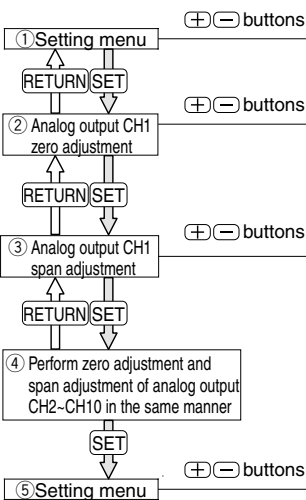 ⊕⊖ buttons
①Setting menu
RETURN SET
⊕⊖ buttons
② Analog output CH1
zero adjustment
RETURN SET
⊕⊖ buttons
③ Analog output CH1
span adjustment
RETURN SET
④ Perform zero adjustment and
span adjustment of analog output
CH2~CH10 in the same manner
SET
⊕⊖ buttons
⑤Setting menu